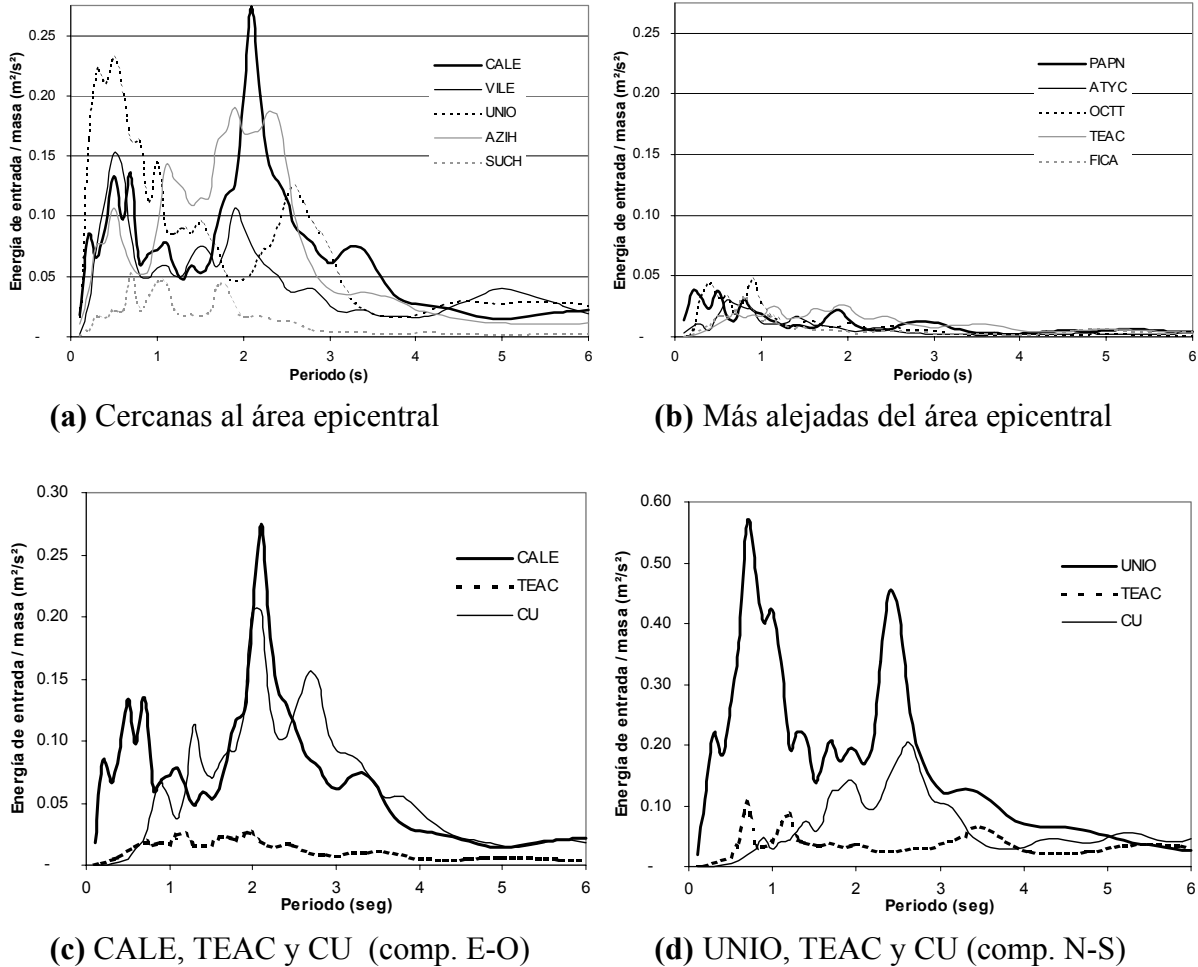 0.25
0.20
0.15
0.10
0.05
-
Energía de entrada / masa (m²/s²)
CALE
VILE
UNIO
AZIH
SUCH
0 1 2 3 4 5 6
Periodo (s)
(a) Cercanas al área epicentral
0.25
0.20
0.15
0.10
0.05
-
Energía de entrada / masa (m²/s²)
PAPN
ATYC
OCTT
TEAC
FICA
0 1 2 3 4 5 6
Periodo (s)
(b) Más alejadas del área epicentral
0.30
0.25
0.20
0.15
0.10
0.05
-
Energía de entrada / masa (m²/s²)
CALE
TEAC
CU
0 1 2 3 4 5 6
Periodo (seg)
(c) CALE, TEAC y CU (comp. E-O)
0.60
0.50
0.40
0.30
0.20
0.10
-
Energía de entrada / masa (m²/s²)
UNIO
TEAC
CU
0 1 2 3 4 5 6
Periodo (seg)
(d) UNIO, TEAC y CU (comp. N-S)